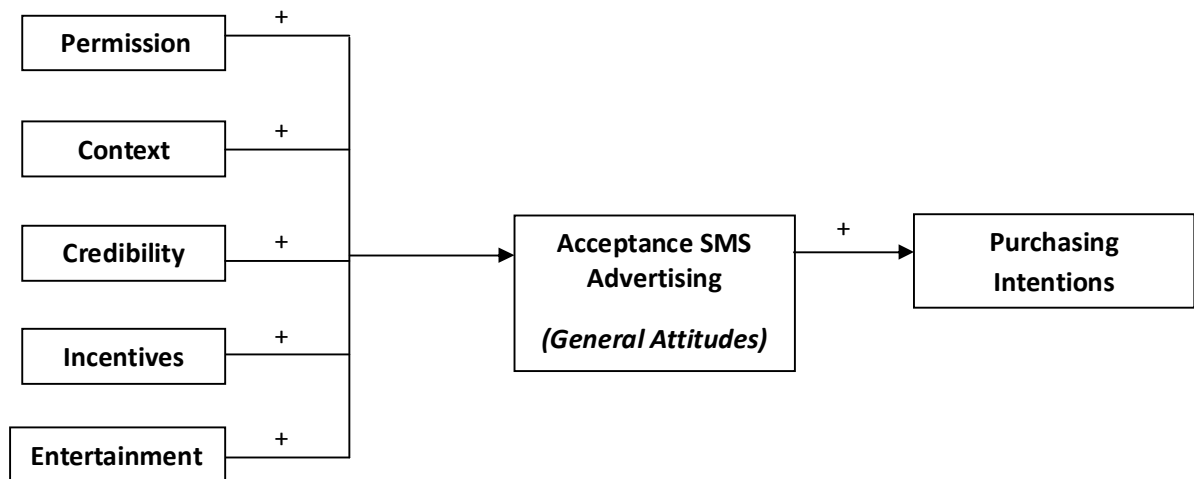 Permission
+
Context
+
Credibility
+
Incentives
+
Entertainment
+
Acceptance SMS
Advertising
(General Attitudes)
+
Purchasing
Intentions